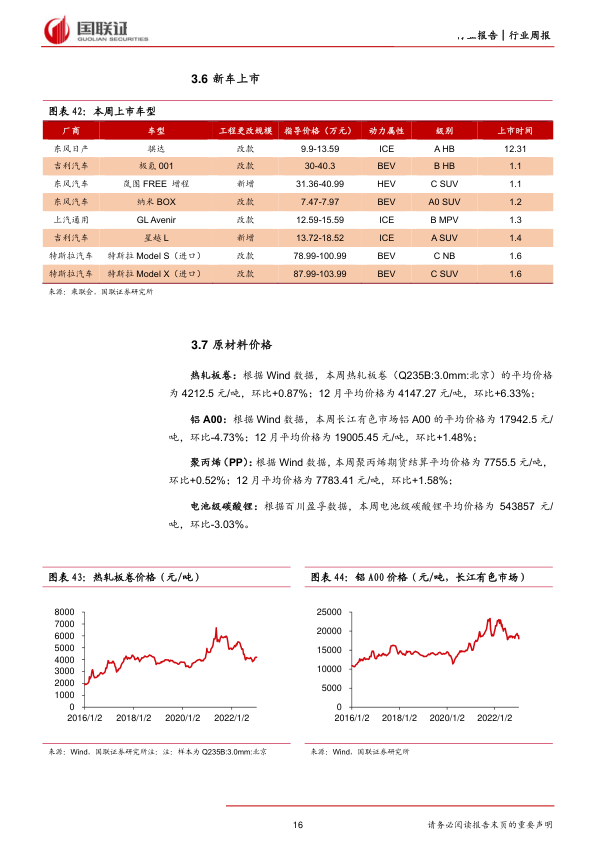 国联证
GUOLIAN SECURITIES
行业报告│行业周报
3.6 新车上市
图表 42：本周上市车型
厂商 车型 工程更改规模 指导价格（万元） 动力属性 级别 上市时间
东风日产 骐达 改款 9.9-13.59 ICE A HB 12.31
吉利汽车 极氪 001 改款 30-40.3 BEV B HB 1.1
东风汽车 岚图 FREE 增程 新增 31.36-40.99 HEV C SUV 1.1
东风汽车 纳米 BOX 改款 7.47-7.97 BEV A0 SUV 1.2
上汽通用 GL Avenir 改款 12.59-15.59 ICE B MPV 1.3
吉利汽车 星越 L 新增 13.72-18.52 ICE A SUV 1.4
特斯拉汽车 特斯拉 Model S（进口） 改款 78.99-100.99 BEV C NB 1.6
特斯拉汽车 特斯拉 Model X（进口） 改款 87.99-103.99 BEV C SUV 1.6
来源：乘联会，国联证券研究所
3.7 原材料价格
热轧板卷：根据 Wind 数据，本周热轧板卷（Q235B:3.0mm:北京）的平均价格
为 4212.5 元/吨，环比+0.87%；12 月平均价格为 4147.27 元/吨，环比+6.33%；
铝 A00：根据 Wind 数据，本周长江有色市场铝 A00 的平均价格为 17942.5 元/
吨，环比-4.73%；12 月平均价格为 19005.45 元/吨，环比+1.48%；
聚丙烯（PP）：根据 Wind 数据，本周聚丙烯期货结算平均价格为 7755.5 元/吨，
环比+0.52%；12 月平均价格为 7783.41 元/吨，环比+1.58%；
电池级碳酸锂：根据百川盈孚数据，本周电池级碳酸锂平均价格为 543857 元/
吨，环比-3.03%。
图表 43：热轧板卷价格（元/吨）
8000
7000
6000
5000
4000
3000
2000
1000
0
2016/1/2 2018/1/2 2020/1/2 2022/1/2
来源：Wind，国联证券研究所注：注：样本为 Q235B:3.0mm:北京
图表 44：铝 A00 价格（元/吨，长江有色市场）
25000
20000
15000
10000
5000
0
2016/1/2 2018/1/2 2020/1/2 2022/1/2
来源：Wind，国联证券研究所
16
请务必阅读报告末页的重要声明